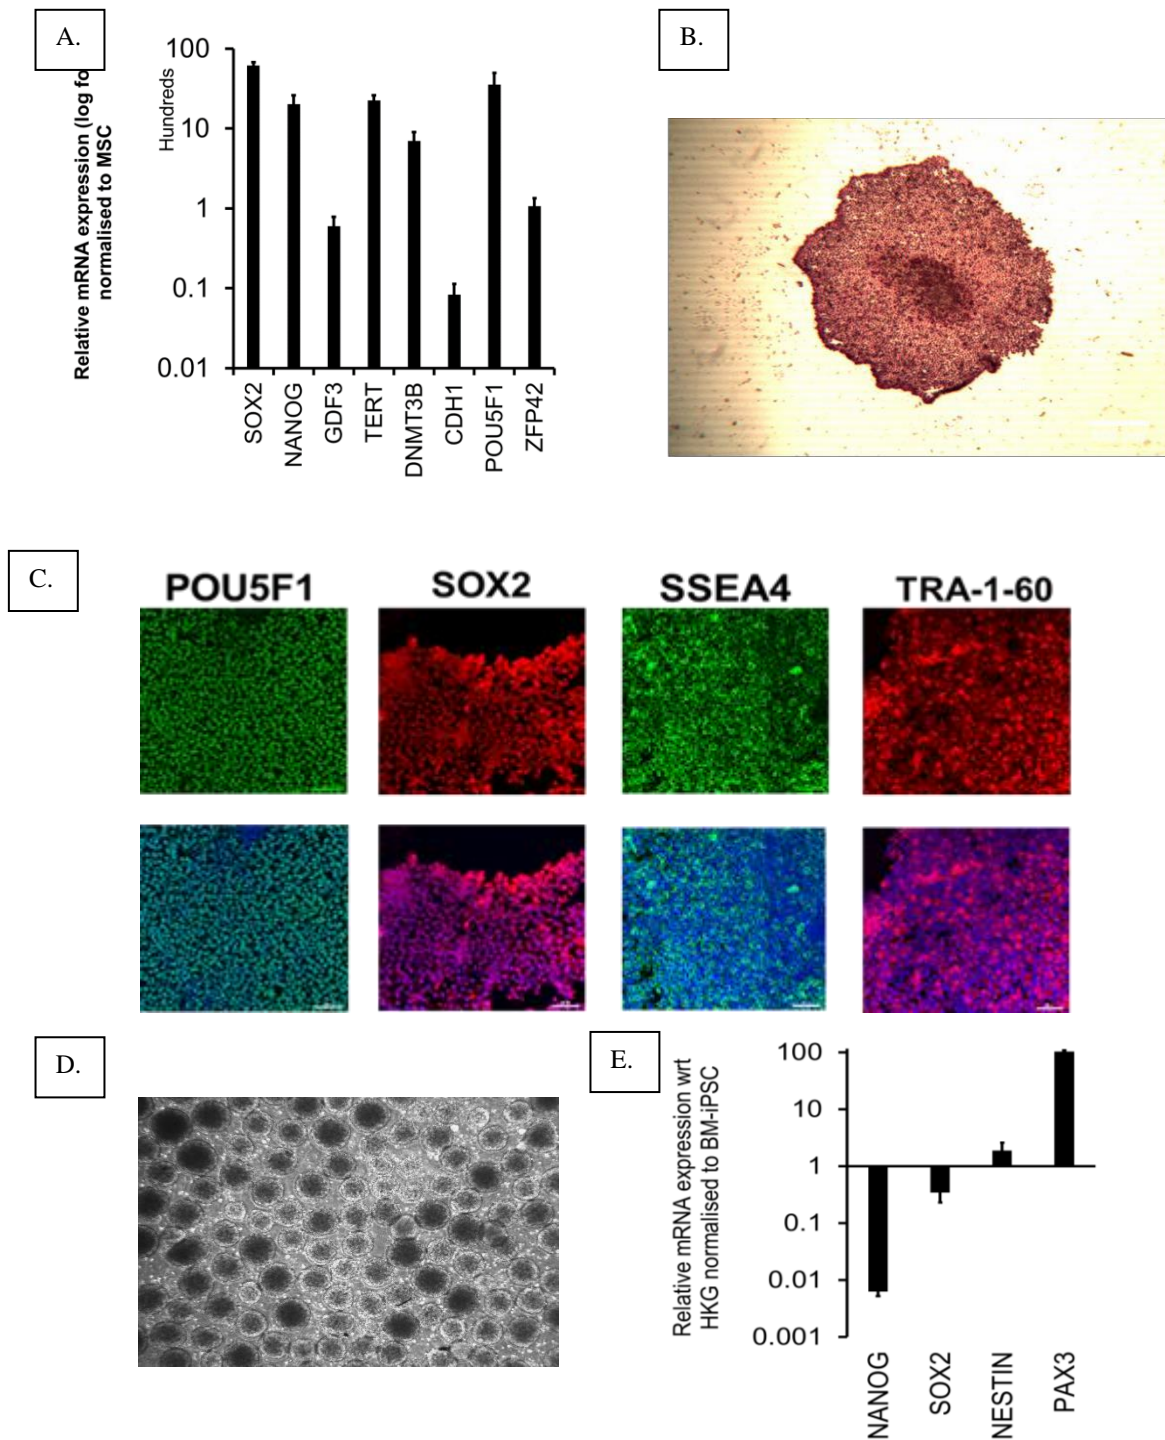 A.
Relative mRNA expression (log fo
normalised to MSC
Hundreds
100
10
1
0.1
0.01
SOX2
NANOG
GDF3
TERT
DNMT3B
CDH1
POU5F1
ZFP42
B.
C.
POU5F1
SOX2
SSEA4
TRA-1-60
D.
E.
Relative mRNA expression wrt
HKG normalised to BM-iPSC
100
10
1
0.1
0.01
0.001
NANOG
SOX2
NESTIN
PAX3